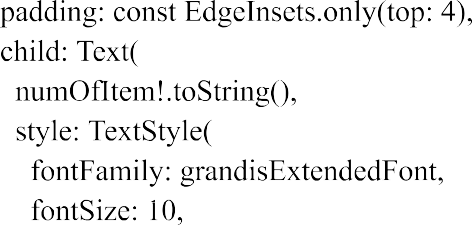 padding: const EdgeInsets.only(top: 4),
child: Text(
numOfItem!.toString(),
style: TextStyle(
fontFamily: grandisExtendedFont,
fontSize: 10,